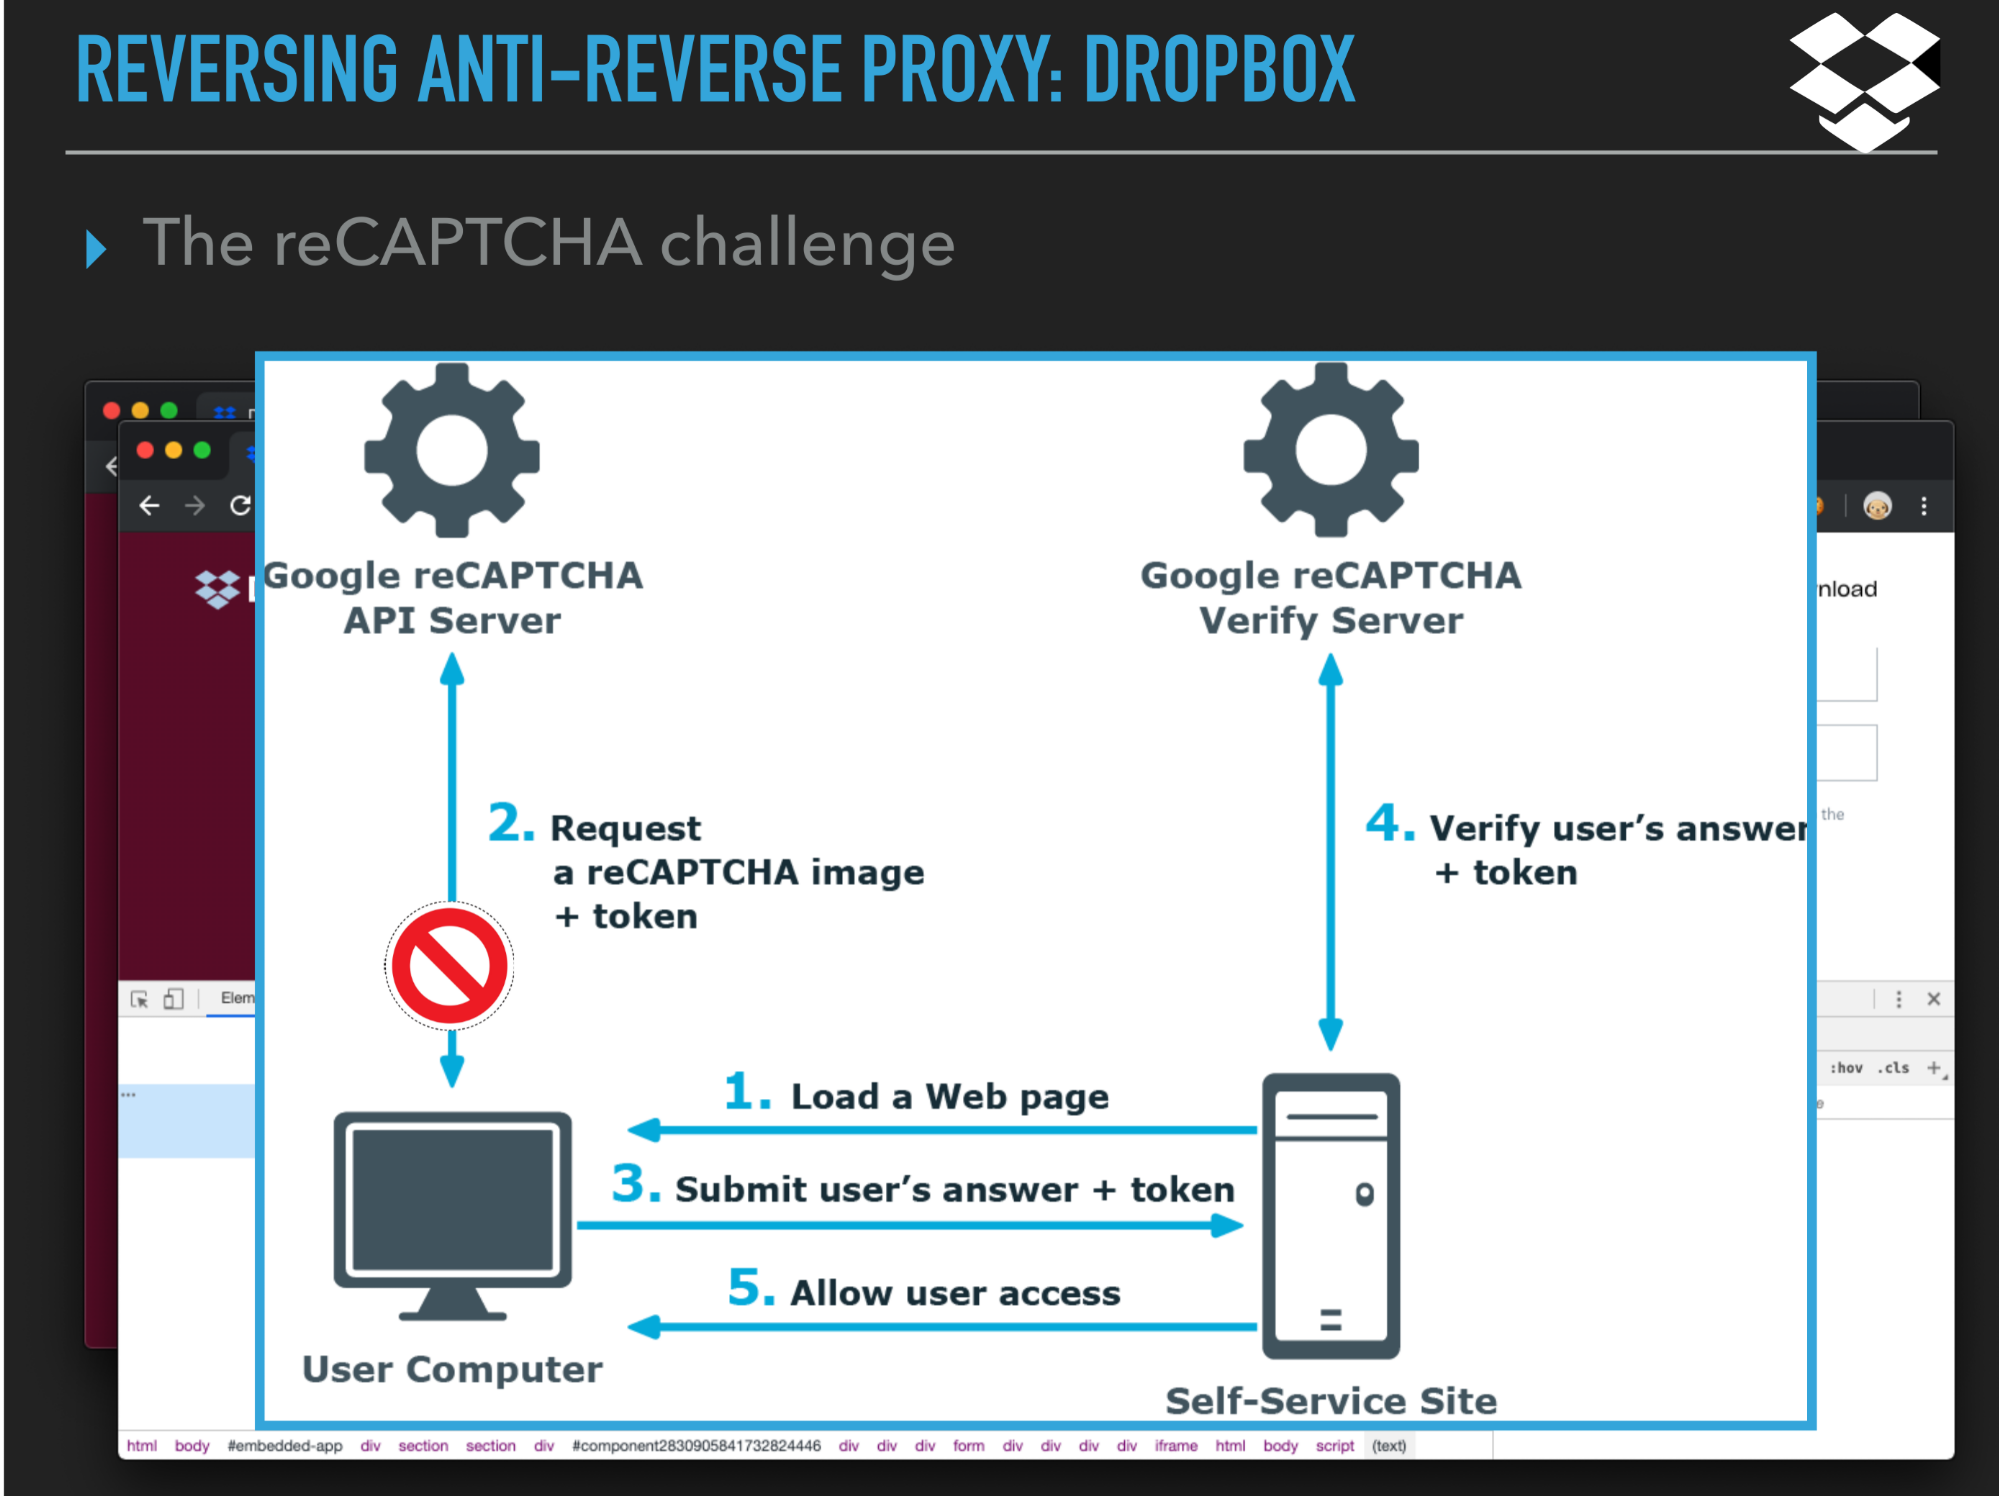 REVERSING ANTI-REVERSE PROXY: DROPBOX
The reCAPTCHA challenge
Google reCAPTCHA
API Server
Google reCAPTCHA
Verify Server
nload
2. Request
a reCAPTCHA image
+ token
4. Verify user’s answer
+ token
the
Elem
1. Load a Web page
:hov .cls +
...
3. Submit user’s answer + token
5. Allow user access
User Computer
Self-Service Site
html body #embedded-app div section section div #component2830905841732824446 div div div form div div div div iframe html body script (text)